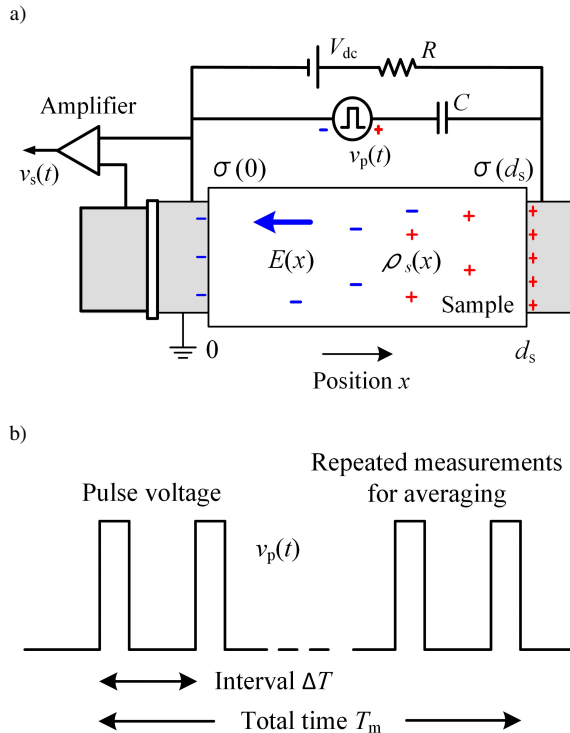 a)
V_dc
R
Amplifier
v_s(t)
C
v_p(t)
σ(0)
σ(d_s)
E(x)
ρ_s(x)
Sample
0
d_s
Position x
b)
Repeated measurements
for averaging
Pulse voltage
v_p(t)
Interval ΔT
Total time T_m